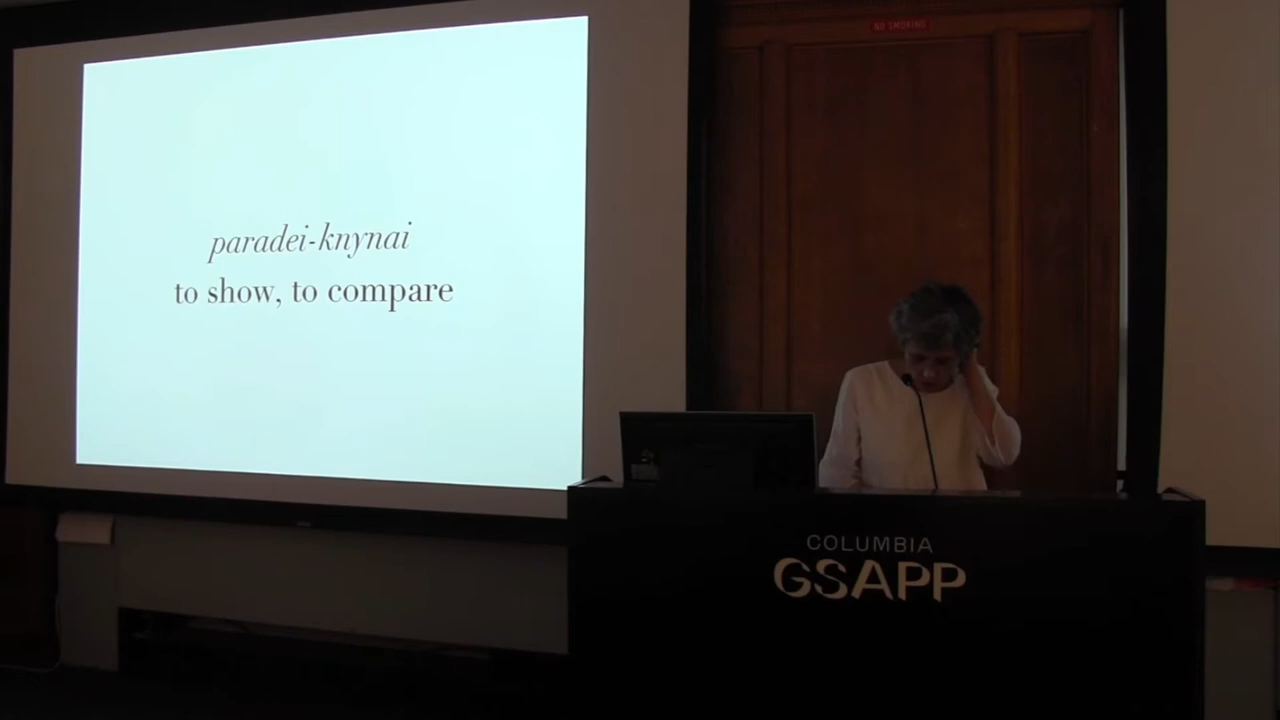 NO SMOKING
paradei-knynai
to show, to compare
COLUMBIA
GSAPP